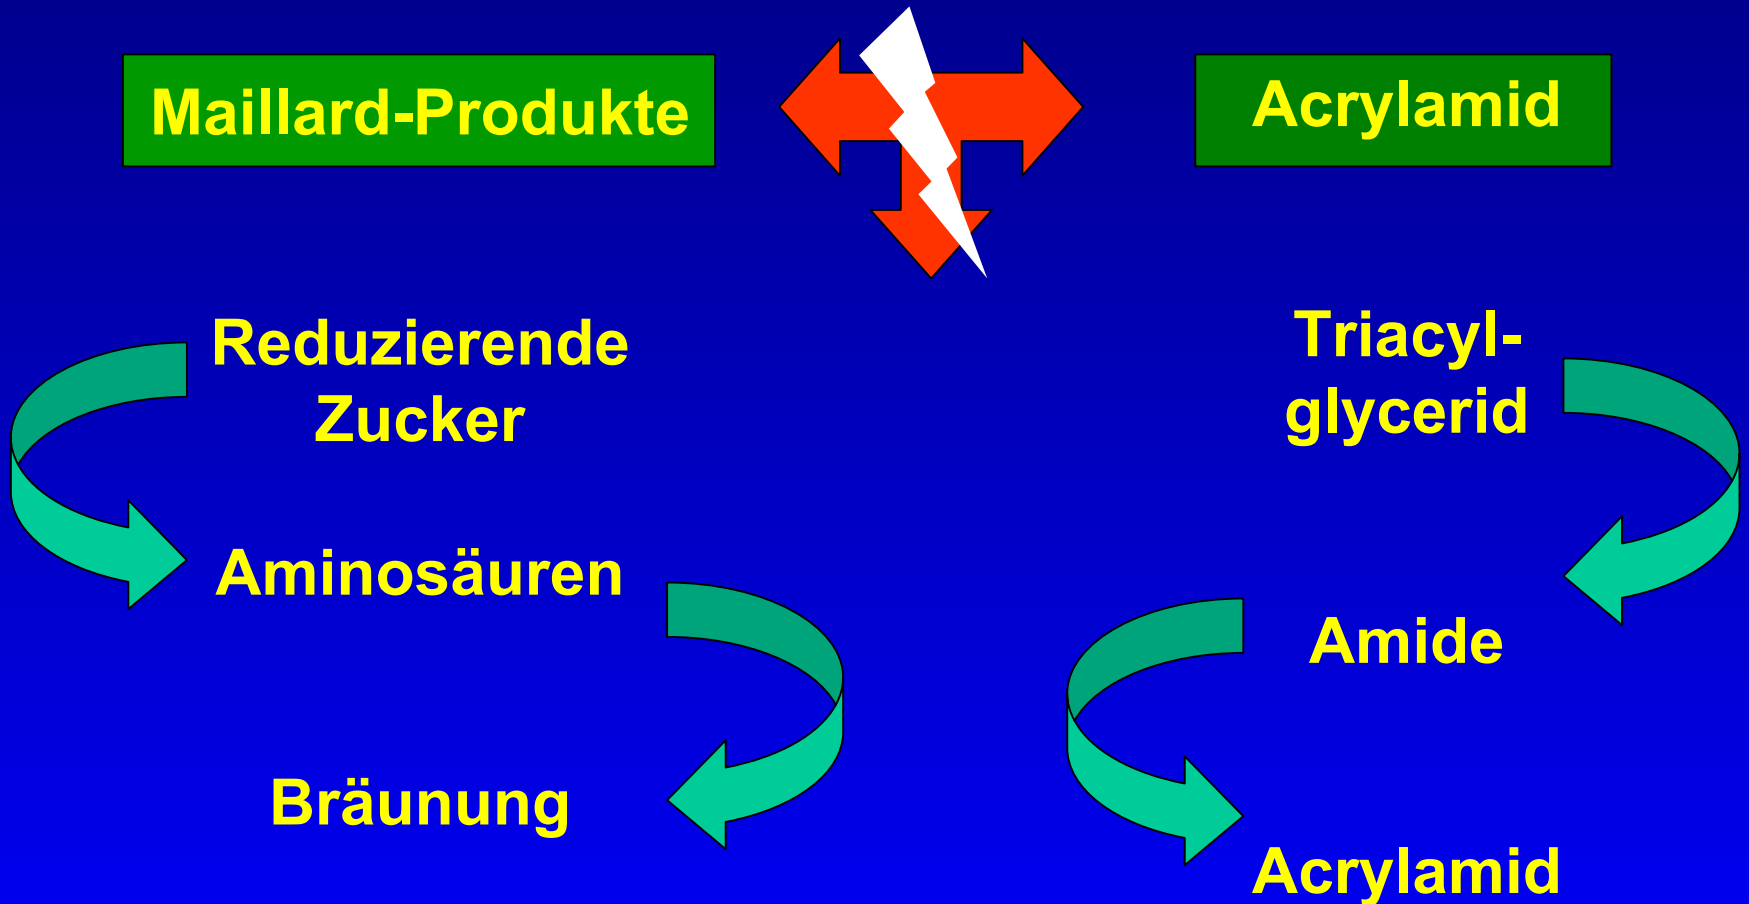 Maillard-Produkte
Acrylamid
Reduzierende
Zucker
Aminosäuren
Bräunung
Triacyl-
glycerid
Amide
Acrylamid